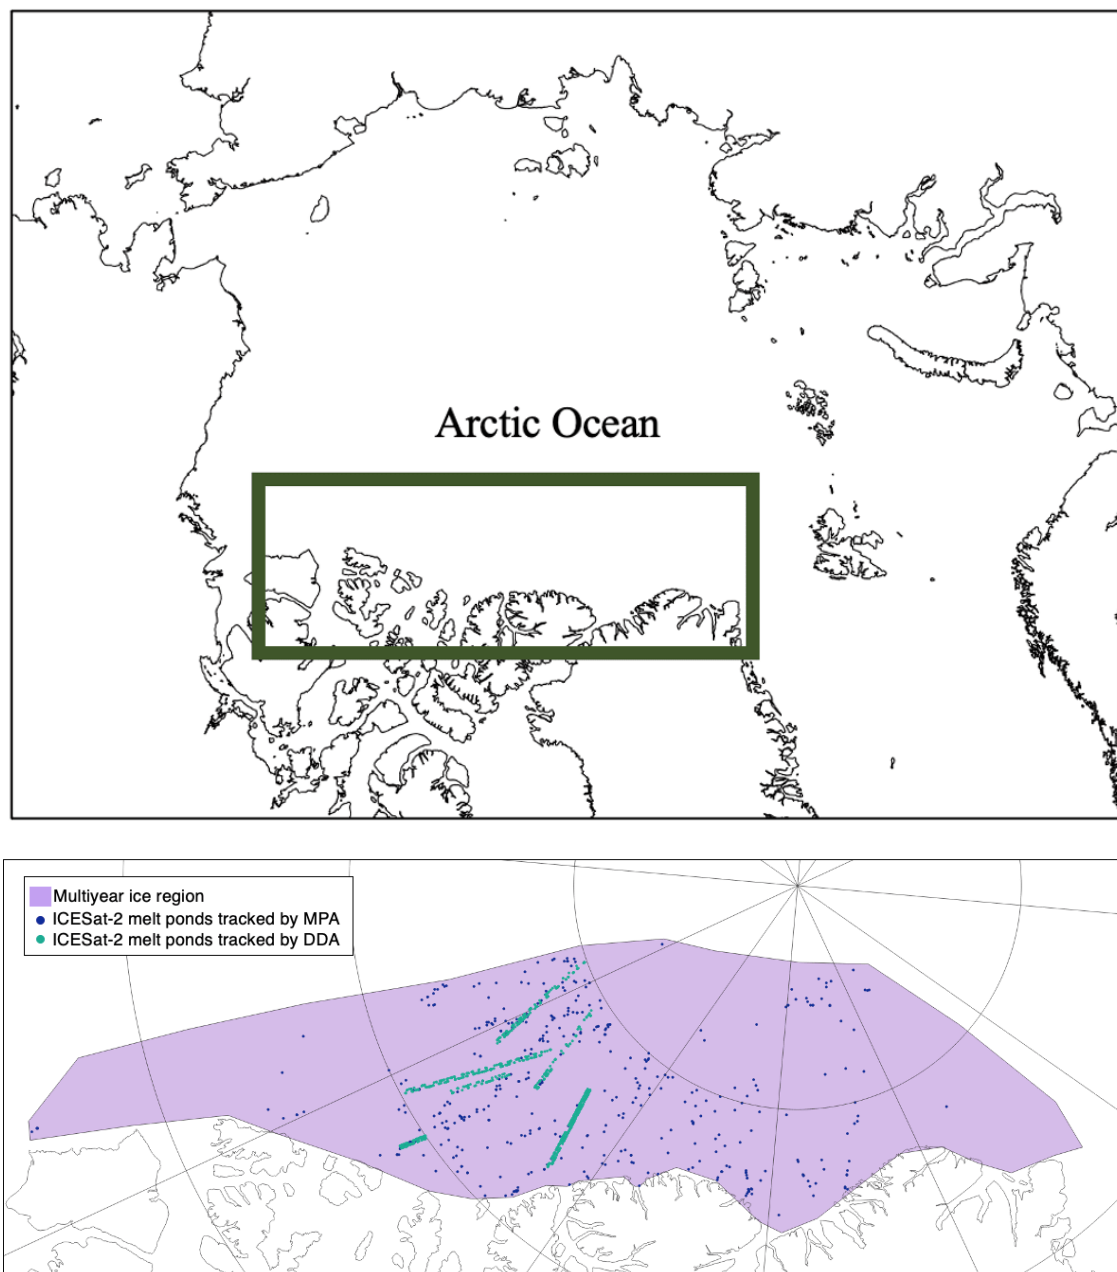 Arctic Ocean
Multiyear ice region
ICESat-2 melt ponds tracked by MPA
ICESat-2 melt ponds tracked by DDA